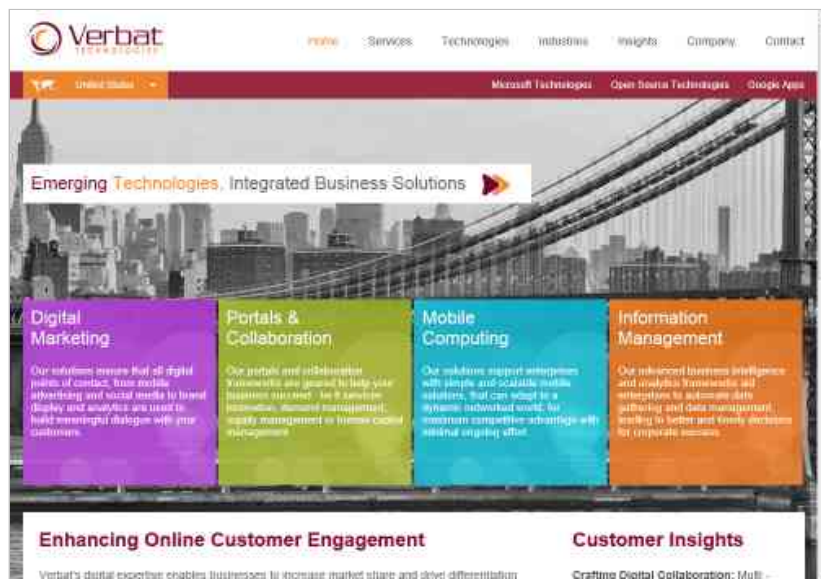 Verbat
TECHNOLOGIES
Home Services Technologies Industries Insights Company Contact
United States
Microsoft Technologies Open Source Technologies Google Apps
Emerging Technologies, Integrated Business Solutions
Digital
Marketing
Our solutions ensure that all digital
points of contact, from mobile
advertising and social media to brand
display and analytics are used to
build meaningful dialogue with your
customers.
Portals &
Collaboration
Our portals and collaboration
frameworks are geared to help your
business succeed - be it services
innovation, demand management,
supply management or human capital
management
Mobile
Computing
Our solutions support enterprises
with simple and scalable mobile
solutions, that can adapt to a
dynamic networked world, for
maximum competitive advantage with
minimal ongoing effort.
Information
Management
Our advanced business intelligence
and analytics frameworks aid
enterprises to automate data
gathering and data management,
leading to better and timely decisions
for corporate success.
Enhancing Online Customer Engagement
Verbat's digital expertise enables businesses to increase market share and drive differentiation
Customer Insights
Crafting Digital Collaboration: Multi -